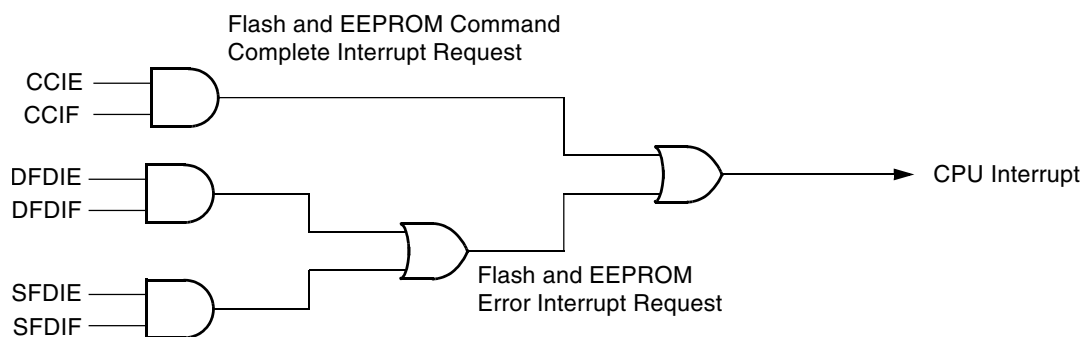 Flash and EEPROM Command
Complete Interrupt Request
CCIE
CCIF
DFDIE
DFDIF
CPU Interrupt
Flash and EEPROM
Error Interrupt Request
SFDIE
SFDIF